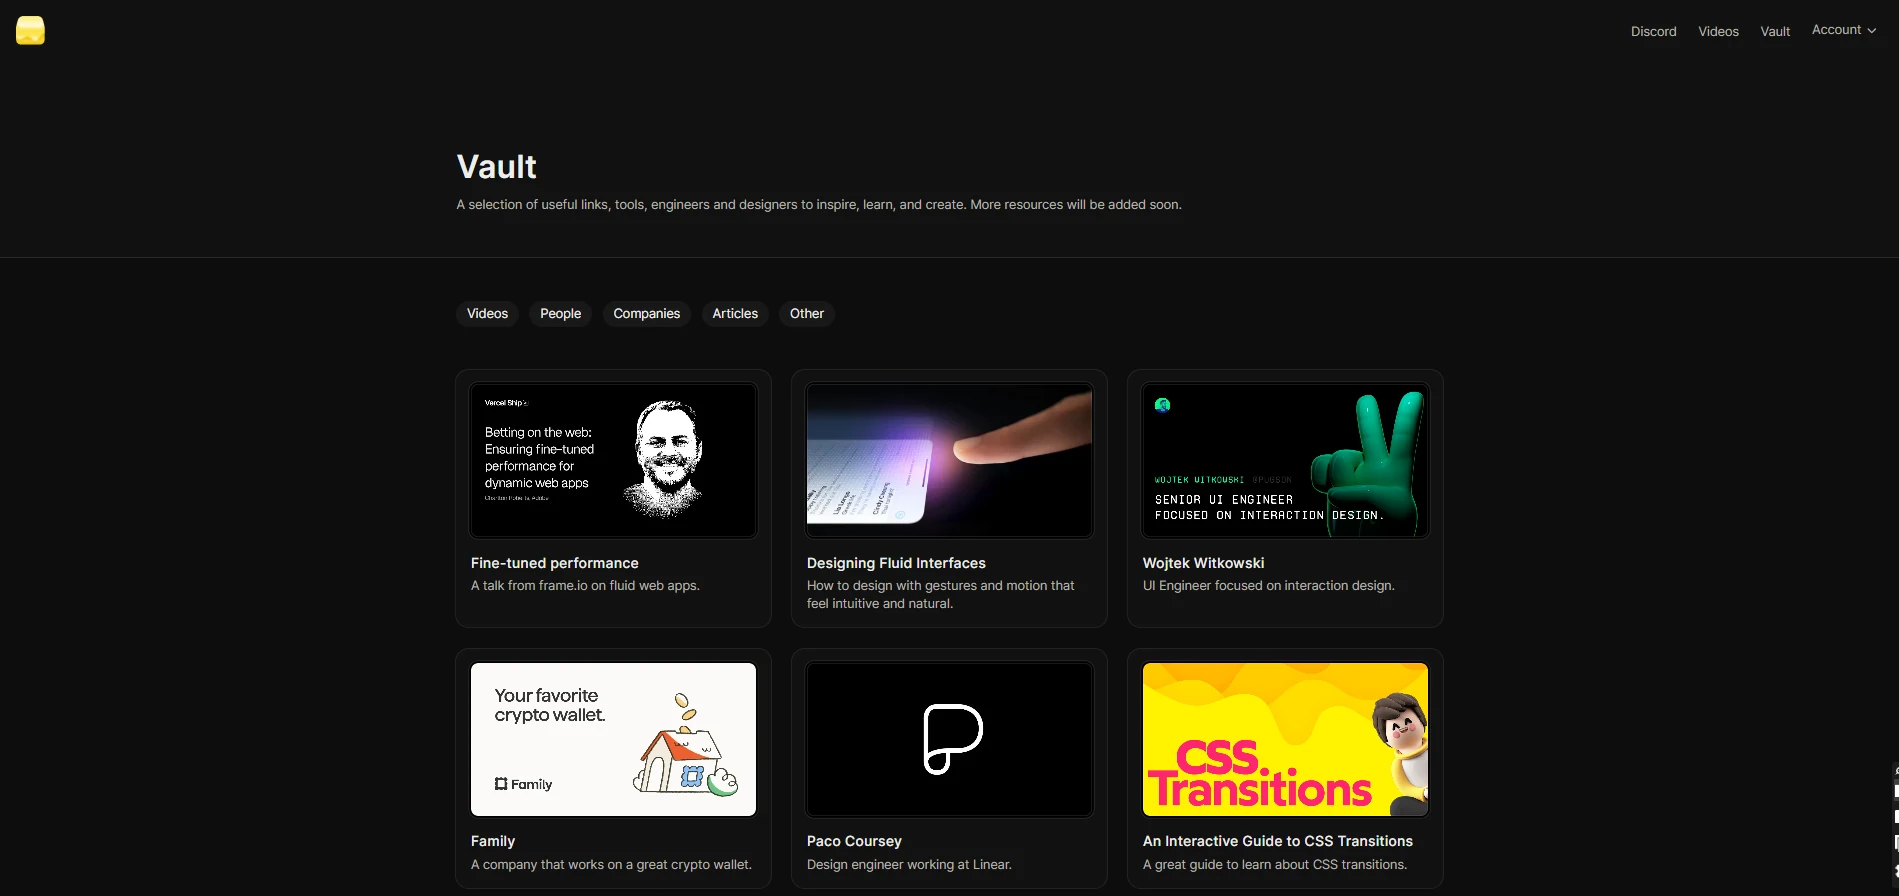 Discord Videos Vault Account
Vault
A selection of useful links, tools, engineers and designers to inspire, learn, and create. More resources will be added soon.
Videos People Companies Articles Other
Vercel Ship
Betting on the web:
Ensuring fine-tuned
performance for
dynamic web apps
Charlton Roberts, Adobe
Fine-tuned performance
A talk from frame.io on fluid web apps.
Designing Fluid Interfaces
How to design with gestures and motion that
feel intuitive and natural.
WOJTEK WITKOWSKI @PUGSON
SENIOR UI ENGINEER
FOCUSED ON INTERACTION DESIGN.
Wojtek Witkowski
UI Engineer focused on interaction design.
Your favorite
crypto wallet.
Family
Family
A company that works on a great crypto wallet.
Paco Coursey
Design engineer working at Linear.
CSS
Transitions
An Interactive Guide to CSS Transitions
A great guide to learn about CSS transitions.